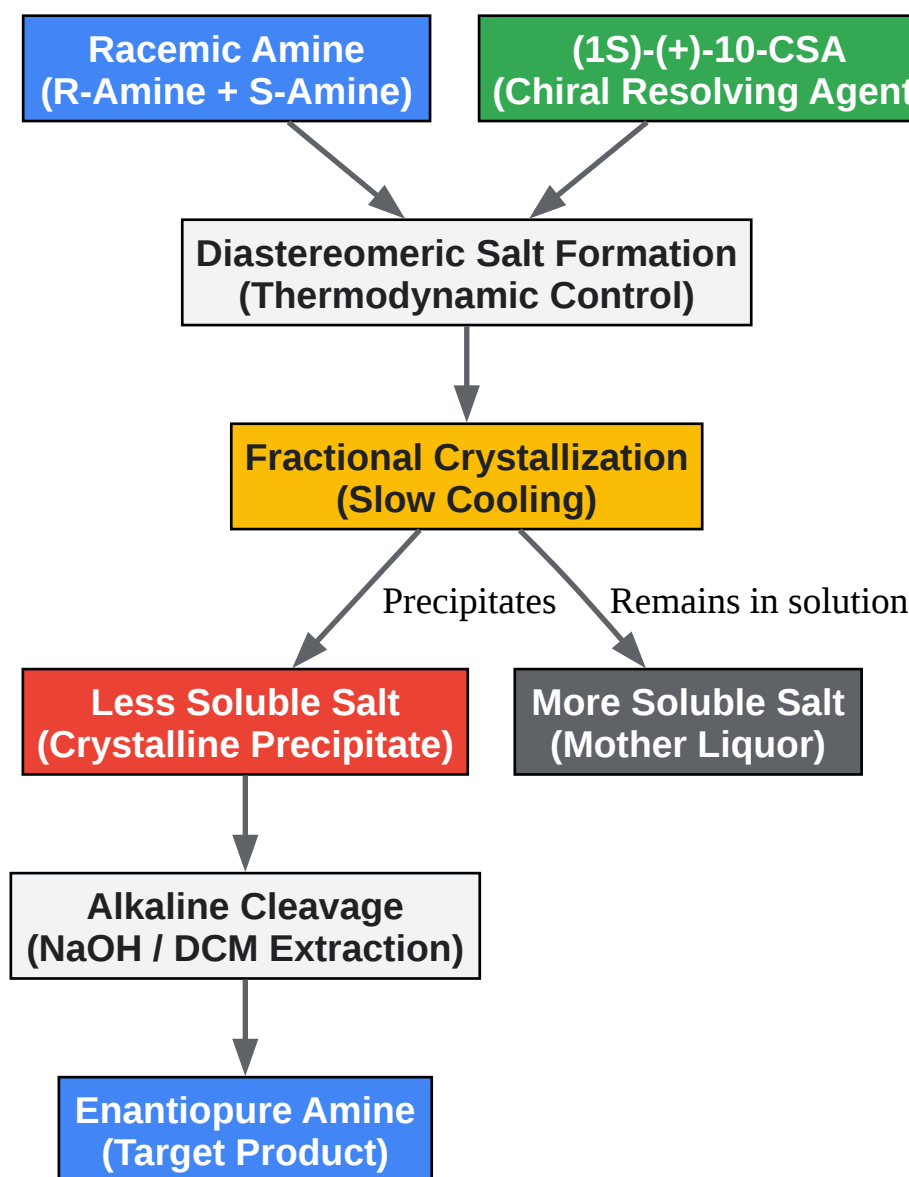 Racemic Amine
(R-Amine + S-Amine)
(1S)-(+)-10-CSA
(Chiral Resolving Agent
Diastereomeric Salt Formation
(Thermodynamic Control)
Fractional Crystallization
(Slow Cooling)
Precipitates
Remains in solution
Less Soluble Salt
(Crystalline Precipitate)
More Soluble Salt
(Mother Liquor)
Alkaline Cleavage
(NaOH / DCM Extraction)
Enantiopure Amine
(Target Product)